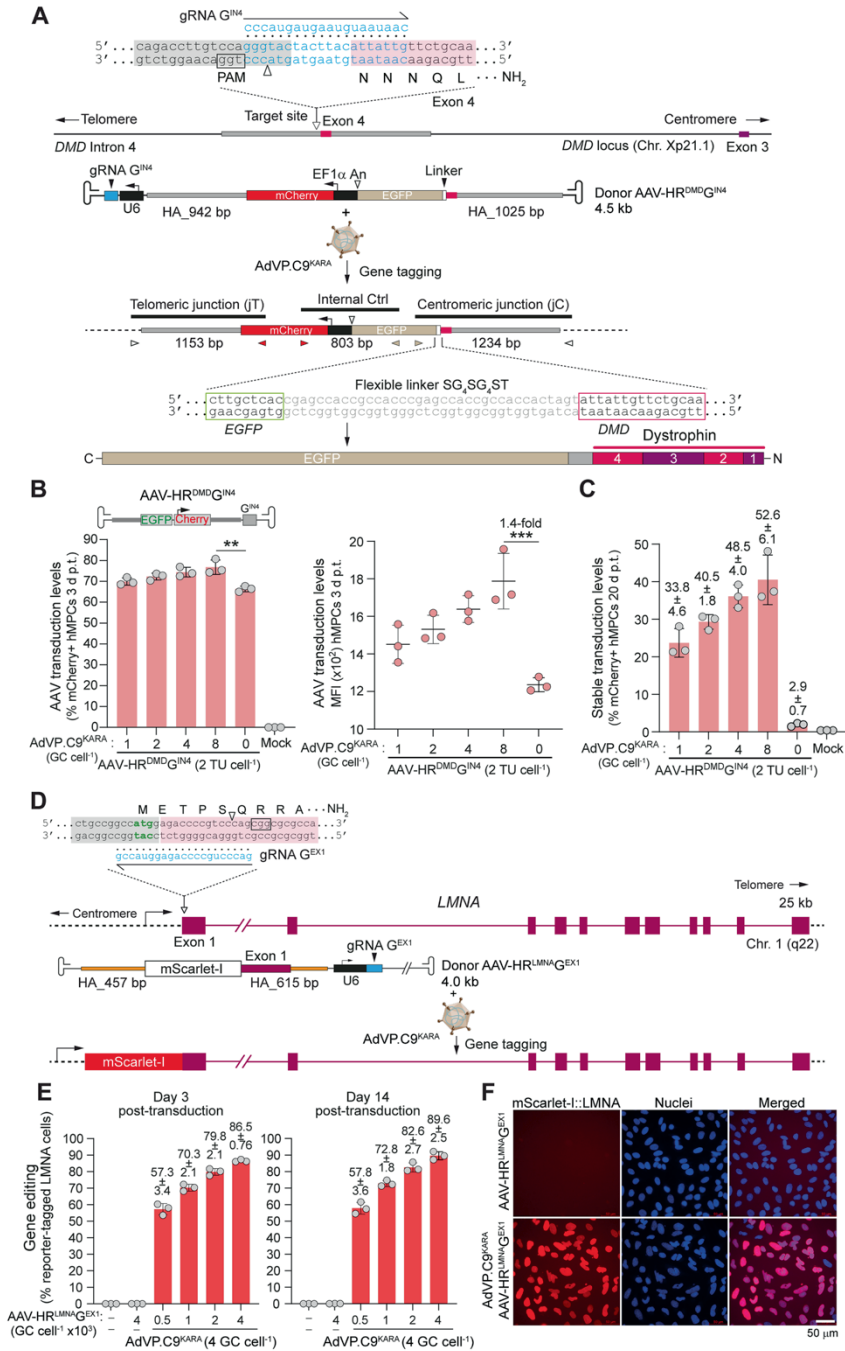 A
gRNA G^IN4
cccaugaugaaguguaauaac
5′...cagaccttgtccagggtactacttacattattgttctgcaa...3′
3′...gtctggaacaggtcccatgatgaatgtaataacaagacgtt...5′
PAM
N N N Q L ··· NH2
Exon 4
Telomere
Target site
Exon 4
Centromere
DMD Intron 4
DMD locus (Chr. Xp21.1)
Exon 3
gRNA G^IN4
EF1α An
Linker
mCherry
EGFP
Donor AAV-HR^DMDG^IN4
4.5 kb
U6
HA_942 bp
+
HA_1025 bp
AdVP.C9^KARA
Gene tagging
Telomeric junction (jT)
Internal Ctrl
Centromeric junction (jC)
mCherry
EGFP
1153 bp
803 bp
1234 bp
Flexible linker SG4SG4ST
5′...cttgctcaccgagccaccgccacccgagccaccgccaccactagtattattgttctgcaa...3′
3′...gaacgagtggctcggtggcggtgggctcggtggcggtggtgatcataataacaagacgtt...5′
EGFP
DMD
Dystrophin
C
EGFP
4
3
2
1
N
B
AAV-HR^DMDG^IN4
G^IN4
EGFP
Cherry
AAV transduction levels
(% mCherry+ hMPCs 3 d p.t.)
90
80
70
60
50
40
30
20
10
0
**
AdVP.C9^KARA :
(GC cell-1)
1
2
4
8
0
Mock
AAV-HR^DMDG^IN4 (2 TU cell-1)
AAV transduction levels
MFI (x10²) hMPCs 3 d p.t.
20
18
16
14
12
10
1.4-fold
***
AdVP.C9^KARA :
(GC cell-1)
1
2
4
8
0
AAV-HR^DMDG^IN4 (2 TU cell-1)
C
Stable transduction levels
(% mCherry+ hMPCs 20 d p.t.)
50
40
30
20
10
0
33.8 ± 4.6
40.5 ± 1.8
48.5 ± 4.0
52.6 ± 6.1
2.9 ± 0.7
AdVP.C9^KARA :
(GC cell-1)
1
2
4
8
0
Mock
AAV-HR^DMDG^IN4 (2 TU cell-1)
D
M E T P S Q R R A ··· NH2
5′...ctgccggccatggagaccccgtcccagcggcgcgcca...3′
3′...gacggccggtacctctggggcagggtcgccgcgcggt...5′
gccauggagaccccgucccag
gRNA G^EX1
Centromere
LMNA
Telomere
25 kb
Exon 1
Chr. 1 (q22)
gRNA G^EX1
Exon 1
mScarlet-I
Donor AAV-HR^LMNAG^EX1
4.0 kb
HA_457 bp
HA_615 bp
U6
+
AdVP.C9^KARA
Gene tagging
mScarlet-I
E
Day 3
post-transduction
Day 14
post-transduction
Gene editing
(% reporter-tagged LMNA cells)
100
90
80
70
60
50
40
30
20
10
0
57.3 ± 3.4
70.3 ± 2.1
79.8 ± 2.1
86.5 ± 0.76
100
90
80
70
60
50
40
30
20
10
0
57.8 ± 3.6
72.8 ± 1.8
82.6 ± 2.7
89.6 ± 2.5
AAV-HR^LMNAG^EX1:
(GC cell-1 x10³)
–
4
0.5
1
2
4
–
4
0.5
1
2
4
–
–
AdVP.C9^KARA (4 GC cell-1)
–
–
AdVP.C9^KARA (4 GC cell-1)
F
mScarlet-I::LMNA
Nuclei
Merged
AAV-HR^LMNAG^EX1
AdVP.C9^KARA
AAV-HR^LMNAG^EX1
50 µm